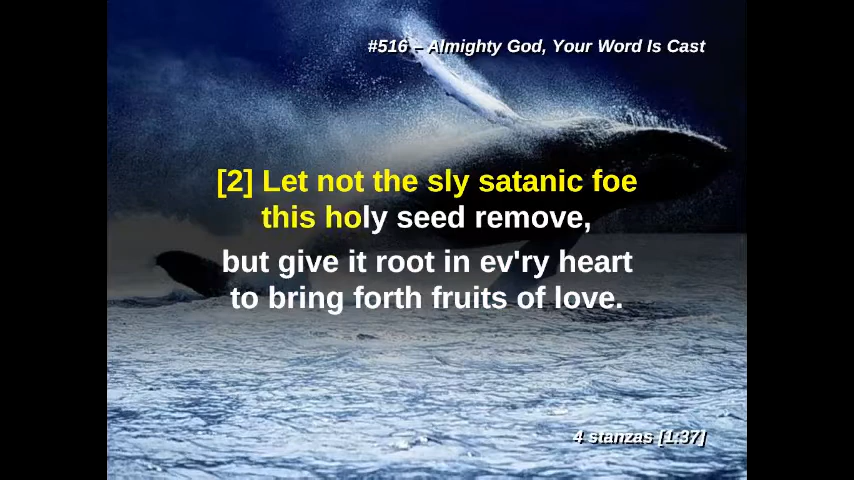 #516 – Almighty God, Your Word Is Cast
[2] Let not the sly satanic foe
this holy seed remove,
but give it root in ev'ry heart
to bring forth fruits of love.
4 stanzas [1:37]